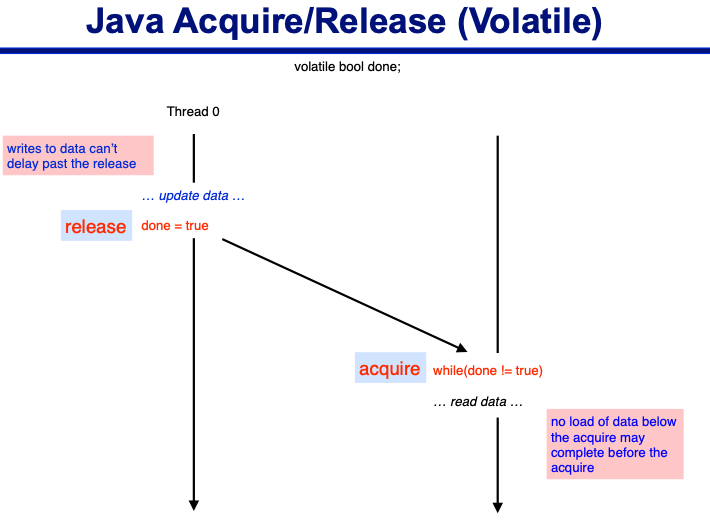 Java Acquire/Release (Volatile)
volatile bool done;
Thread 0
writes to data can't
delay past the release
… update data …
release
done = true
acquire
while(done != true)
… read data …
no load of data below
the acquire may
complete before the
acquire